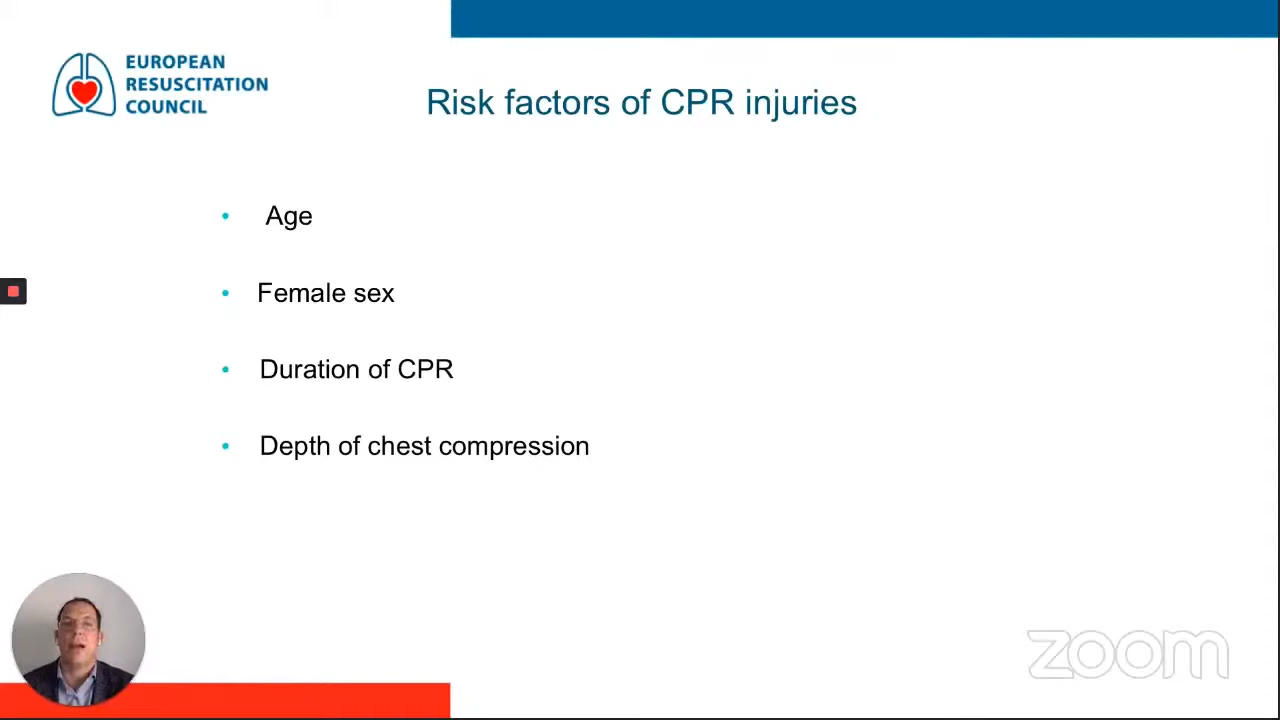 EUROPEAN
RESUSCITATION
COUNCIL
Risk factors of CPR injuries
• Age
• Female sex
• Duration of CPR
• Depth of chest compression
zoom